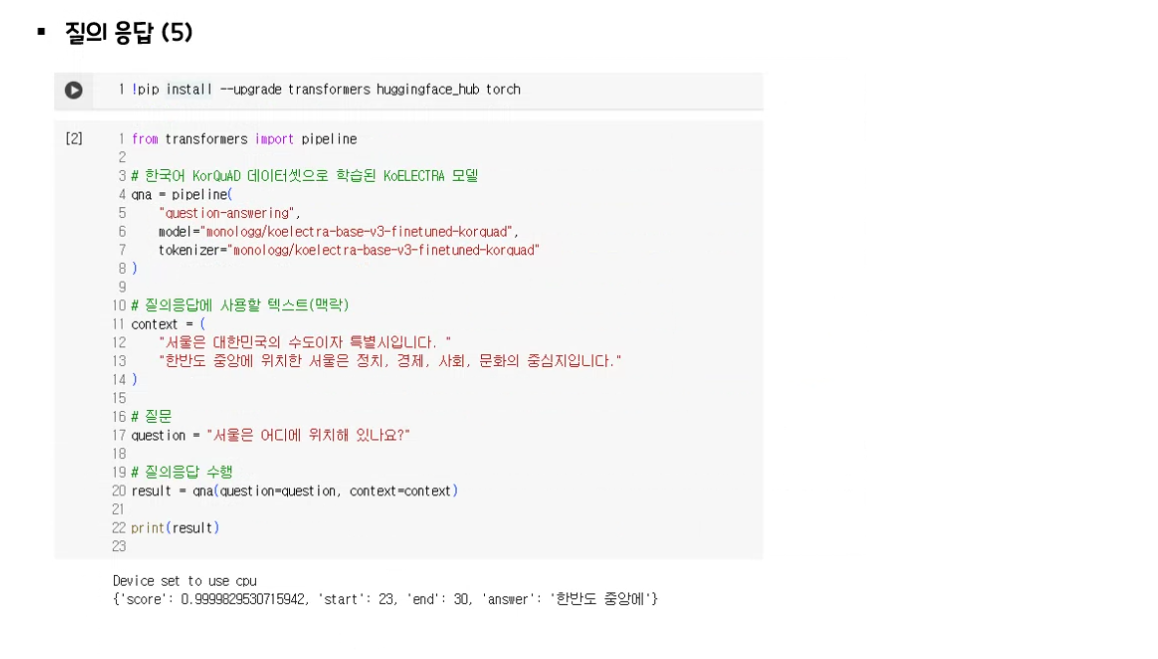 ▪ 질의 응답 (5)
1 !pip install --upgrade transformers huggingface_hub torch
[2]
1 from transformers import pipeline
2
3 # 한국어 KorQuAD 데이터셋으로 학습된 KoELECTRA 모델
4 qna = pipeline(
5     "question-answering",
6     model="monologg/koelectra-base-v3-finetuned-korquad",
7     tokenizer="monologg/koelectra-base-v3-finetuned-korquad"
8 )
9
10 # 질의응답에 사용할 텍스트(맥락)
11 context = (
12     "서울은 대한민국의 수도이자 특별시입니다. "
13     "한반도 중앙에 위치한 서울은 정치, 경제, 사회, 문화의 중심지입니다."
14 )
15
16 # 질문
17 question = "서울은 어디에 위치해 있나요?"
18
19 # 질의응답 수행
20 result = qna(question=question, context=context)
21
22 print(result)
23
Device set to use cpu
{'score': 0.9999829530715942, 'start': 23, 'end': 30, 'answer': '한반도 중앙에'}